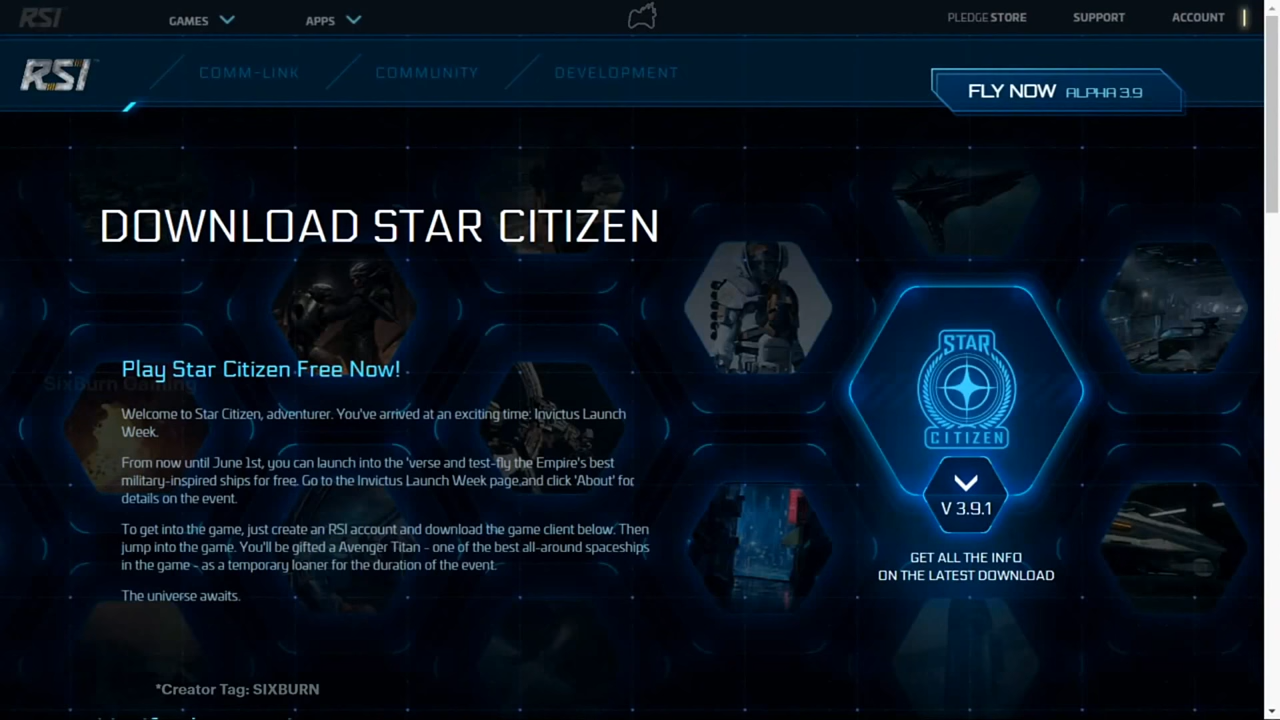 RSI
GAMES
APPS
PLEDGE STORE
SUPPORT
ACCOUNT
RSI
COMM-LINK
COMMUNITY
DEVELOPMENT
FLY NOW ALPHA 3.9
DOWNLOAD STAR CITIZEN
Play Star Citizen Free Now!
SixBurn Gaming
Welcome to Star Citizen, adventurer. You've arrived at an exciting time: Invictus Launch
Week.
From now until June 1st, you can launch into the 'verse and test-fly the Empire's best
military-inspired ships for free. Go to the Invictus Launch Week page and click 'About' for
details on the event.
To get into the game, just create an RSI account and download the game client below. Then
jump into the game. You'll be gifted a Avenger Titan - one of the best all-around spaceships
in the game - as a temporary loaner for the duration of the event.
The universe awaits.
STAR
CITIZEN
V 3.9.1
GET ALL THE INFO
ON THE LATEST DOWNLOAD
*Creator Tag: SIXBURN